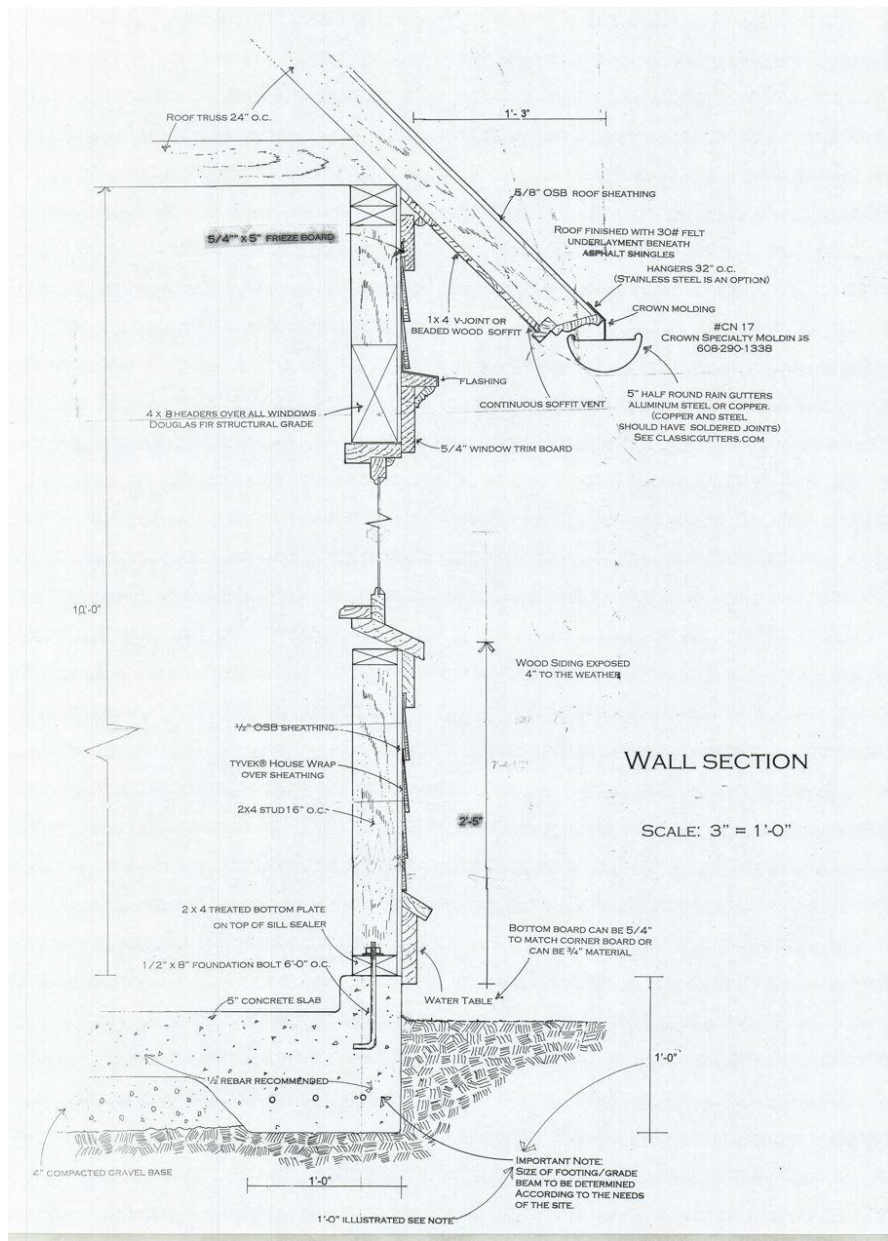 1'- 3"
ROOF TRUSS 24" O.C.
5/8" OSB ROOF SHEATHING
5/4"" X 5" FRIEZE BOARD
ROOF FINISHED WITH 30# FELT
UNDERLAYMENT BENEATH
ASPHALT SHINGLES
HANGERS 32" O.C.
(STAINLESS STEEL IS AN OPTION)
CROWN MOLDING
1X 4 V-JOINT OR
BEADED WOOD SOFFIT
#CN 17
CROWN SPECIALTY MOLDINGS
608-290-1338
FLASHING
CONTINUOUS SOFFIT VENT
5" HALF ROUND RAIN GUTTERS
ALUMINUM STEEL OR COPPER.
(COPPER AND STEEL
SHOULD HAVE SOLDERED JOINTS)
SEE CLASSICGUTTERS.COM
4 X 8 HEADERS OVER ALL WINDOWS
DOUGLAS FIR STRUCTURAL GRADE
5/4" WINDOW TRIM BOARD
10'-0"
WOOD SIDING EXPOSED
4" TO THE WEATHER
1/2" OSB SHEATHING
TYVEK® HOUSE WRAP
OVER SHEATHING
2X4 STUD 16" O.C.
2'-5"
WALL SECTION
SCALE: 3" = 1'-0"
2 X 4 TREATED BOTTOM PLATE
ON TOP OF SILL SEALER
1/2" X 8" FOUNDATION BOLT 6'-0" O.C.
BOTTOM BOARD CAN BE 5/4"
TO MATCH CORNER BOARD OR
CAN BE ¾" MATERIAL
5" CONCRETE SLAB
WATER TABLE
1'-0"
½" REBAR RECOMMENDED
4" COMPACTED GRAVEL BASE
1'-0"
IMPORTANT NOTE:
SIZE OF FOOTING/GRADE
BEAM TO BE DETERMINED
ACCORDING TO THE NEEDS
OF THE SITE.
1'-0" ILLUSTRATED SEE NOTE